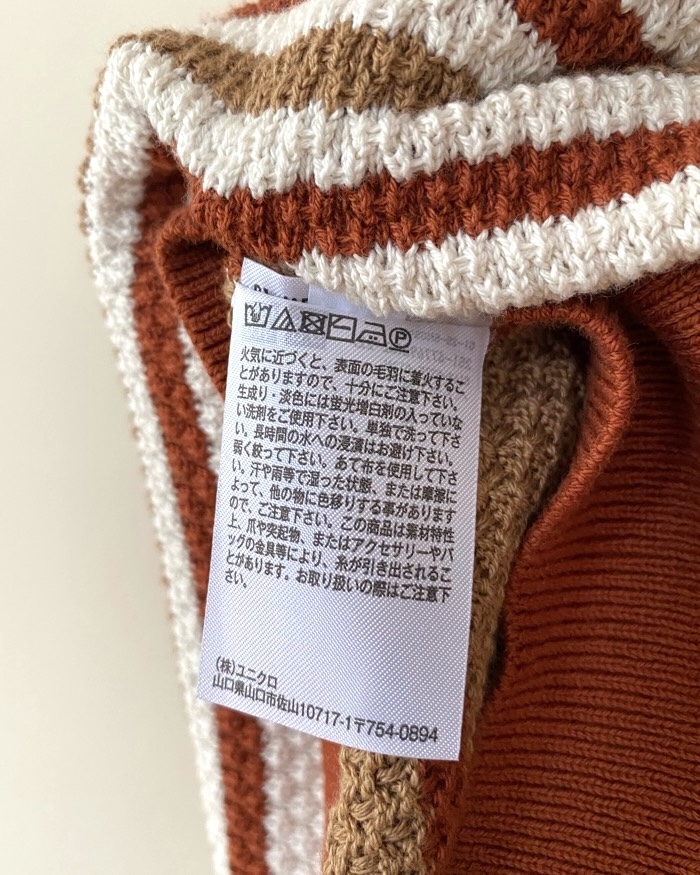 火気に近づくと、表面の毛羽に着火するこ
とがありますので、十分にご注意下さい。
生成り・淡色には蛍光増白剤の入っていな
い洗剤をご使用下さい。単独で洗って下さ
い。長時間の水への浸漬はお避け下さい。
弱く絞って下さい。あて布を使用して下さ
い。汗や雨等で湿った状態、または摩擦に
よって、他の物に色移りする事があります
ので、ご注意下さい。この商品は素材特性
上、爪や突起物、またはアクセサリーやバ
ッグの金具等により、糸が引き出されるこ
とがあります。お取り扱いの際はご注意下
さい。
(株)ユニクロ
山口県山口市佐山10717-1〒754-0894